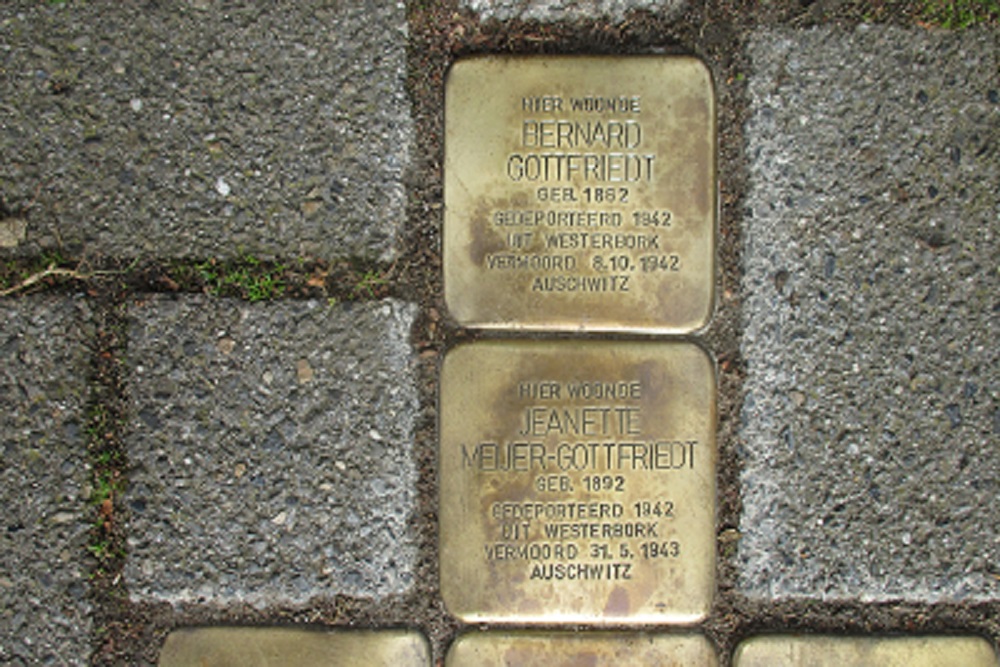 HIER WOONDE
BERNARD
GOTTFRIEDT
GEB. 1862
GEDEPORTEERD 1942
UIT WESTERBORK
VERMOORD 8.10.1942
AUSCHWITZ
HIER WOONDE
JEANETTE
MEIJER-GOTTFRIEDT
GEB. 1892
GEDEPORTEERD 1942
UIT WESTERBORK
VERMOORD 31.5.1943
AUSCHWITZ